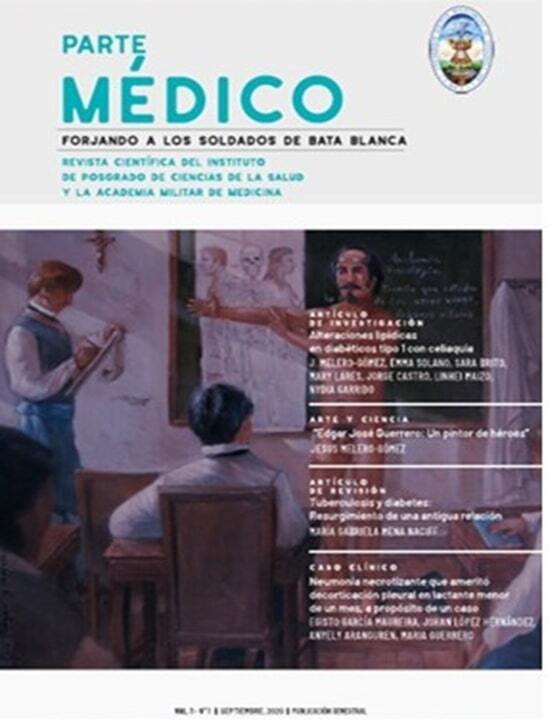 PARTE
MÉDICO
FORJANDO A LOS SOLDADOS DE BATA BLANCA
REVISTA CIENTÍFICA DEL INSTITUTO
DE POSGRADO DE CIENCIAS DE LA SALUD
Y LA ACADEMIA MILITAR DE MEDICINA
ARTÍCULO
DE INVESTIGACIÓN
Alteraciones lipídicas
en diabéticos tipo 1 con celiaquia
J. MELERO-GÓMEZ, EMMA SOLANO, SARA BRITO,
MARY LARES, JORGE CASTRO,
NYDIA GARRIDO
ARTE Y CIENCIA
"Edgar José Guerrero: Un pintor de héroes"
JESÚS MELERO-GÓMEZ
ARTÍCULO
DE REVISIÓN
Tuberculosis y diabetes:
Resurgimiento de una antigua relación
MARÍA GABRIELA MENA NACIFF
CASO CLÍNICO
Neumonía necrotizante que ameritó
decorticación pleural en lactante menor
de un mes, a propósito de un caso
EGISTO GARCÍA MAUREIRA, JOHAN LÓPEZ HERNÁNDEZ,
ANYELY ARANGUREN, MARIA GUERRERO
VOL. 1 - N° 1 | SEPTIEMBRE, 2020 | PUBLICACIÓN SEMESTRAL